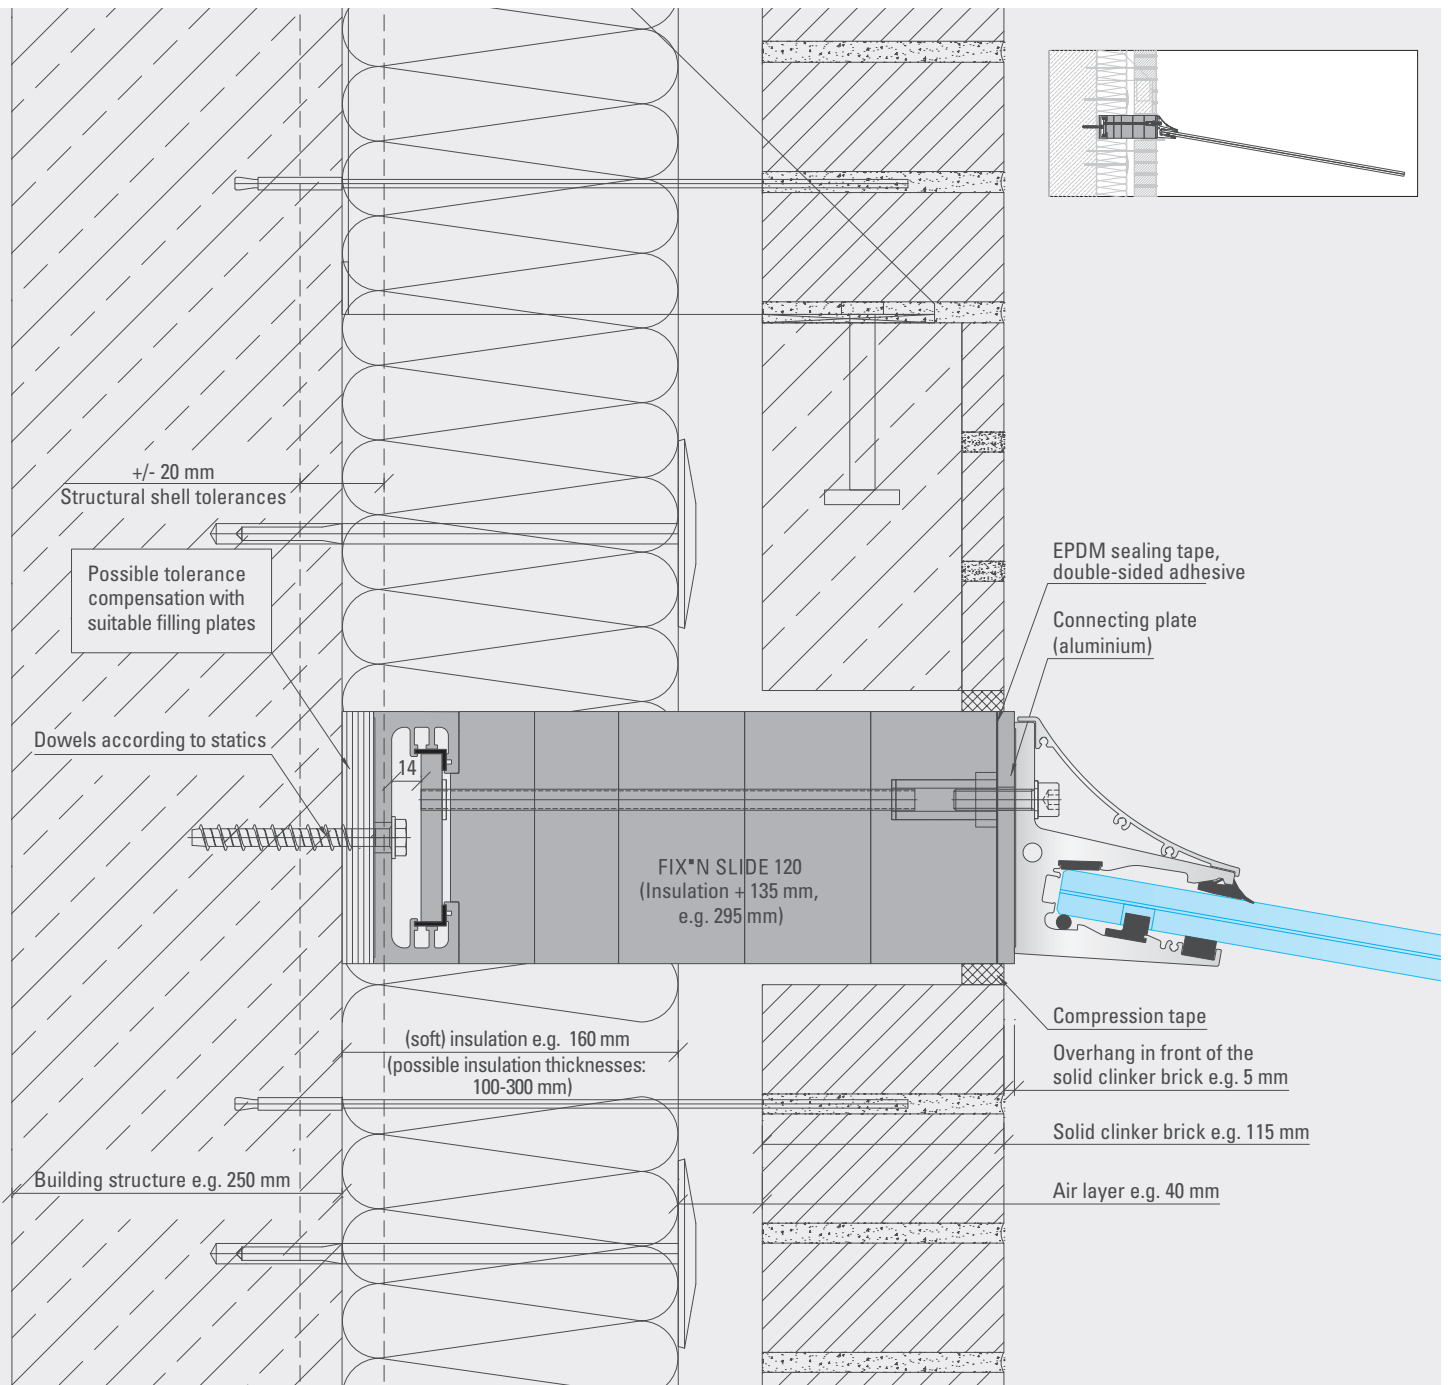 +/- 20 mm
Structural shell tolerances
Possible tolerance
compensation with
suitable filling plates
Dowels according to statics
14
EPDM sealing tape,
double-sided adhesive
Connecting plate
(aluminium)
FIX■N SLIDE 120
(Insulation + 135 mm,
e.g. 295 mm)
(soft) insulation e.g. 160 mm
(possible insulation thicknesses:
100-300 mm)
Compression tape
Overhang in front of the
solid clinker brick e.g. 5 mm
Solid clinker brick e.g. 115 mm
Building structure e.g. 250 mm
Air layer e.g. 40 mm